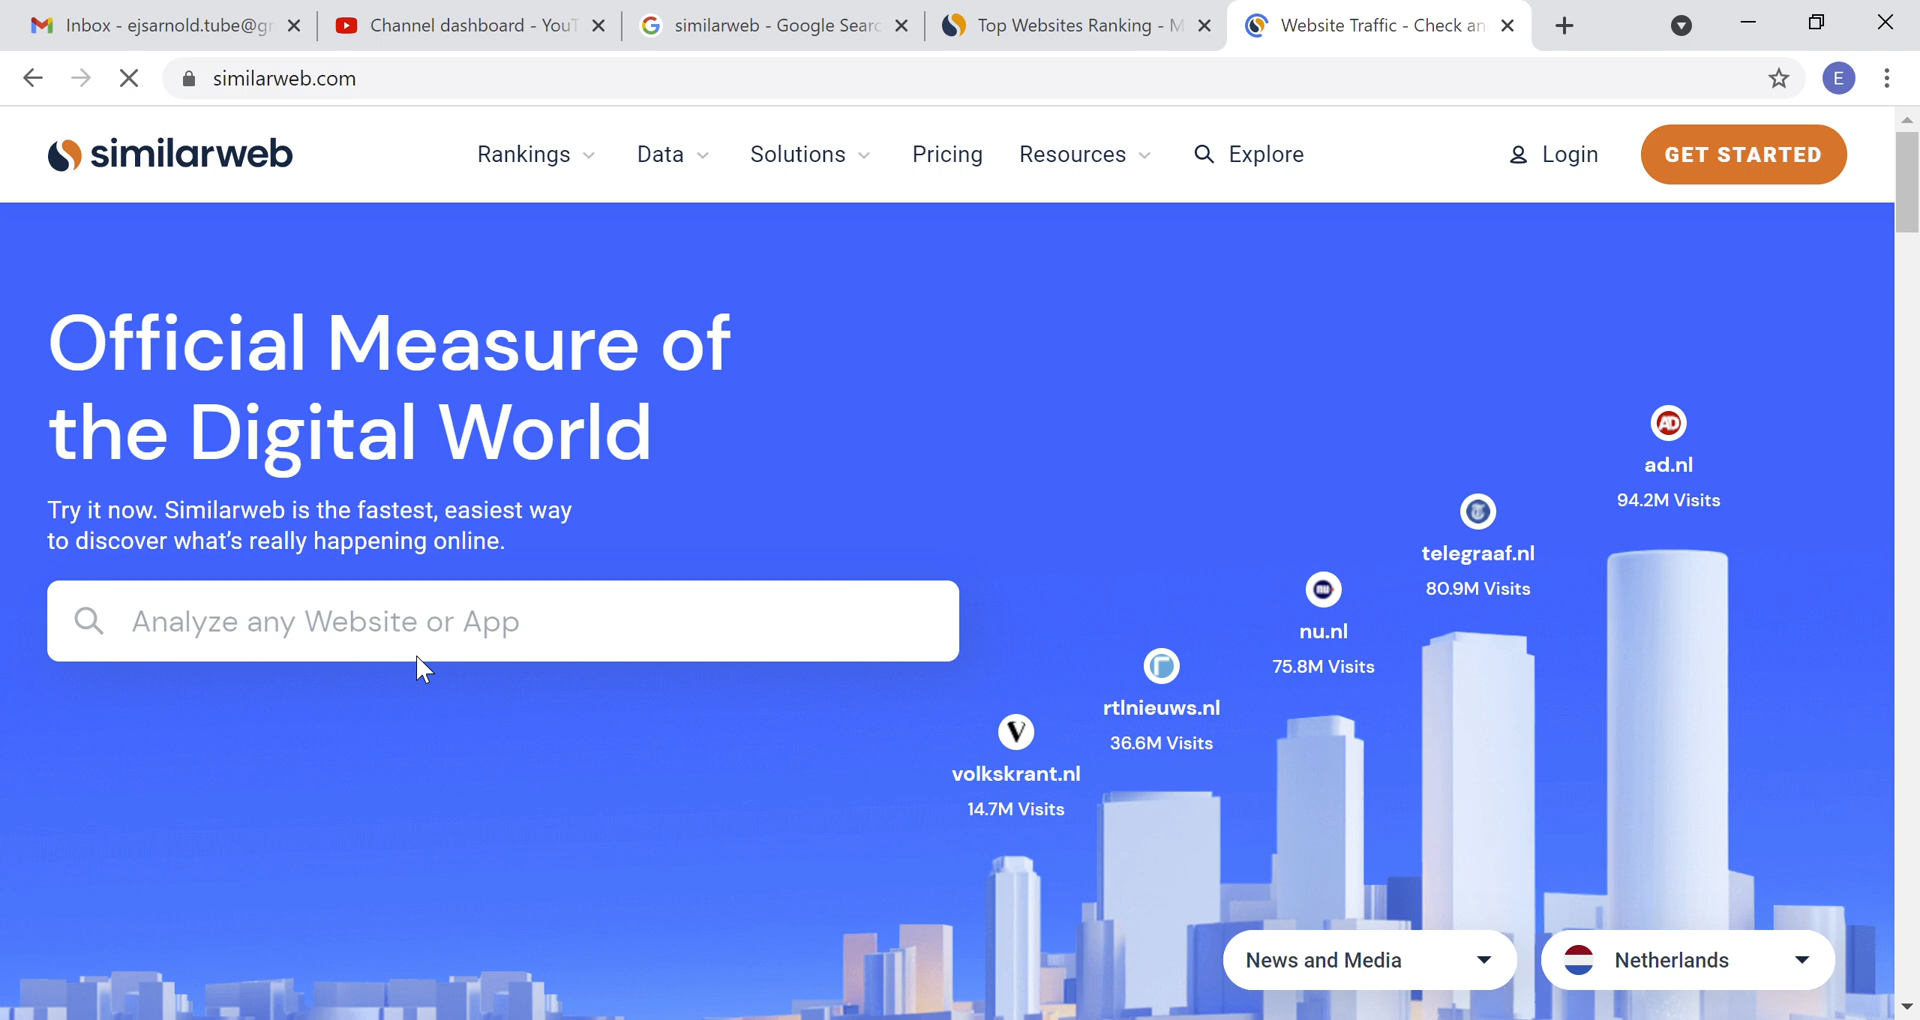 Inbox - ejsarnold.tube@gr
Channel dashboard - YouT
similarweb - Google Searc
Top Websites Ranking - M
Website Traffic - Check an
similarweb.com
E
similarweb
Rankings
Data
Solutions
Pricing
Resources
Explore
Login
GET STARTED
Official Measure of
the Digital World
Try it now. Similarweb is the fastest, easiest way
to discover what's really happening online.
Analyze any Website or App
AD
ad.nl
94.2M Visits
telegraaf.nl
80.9M Visits
nu
nu.nl
75.8M Visits
rtlnieuws.nl
36.6M Visits
V
volkskrant.nl
14.7M Visits
News and Media
Netherlands